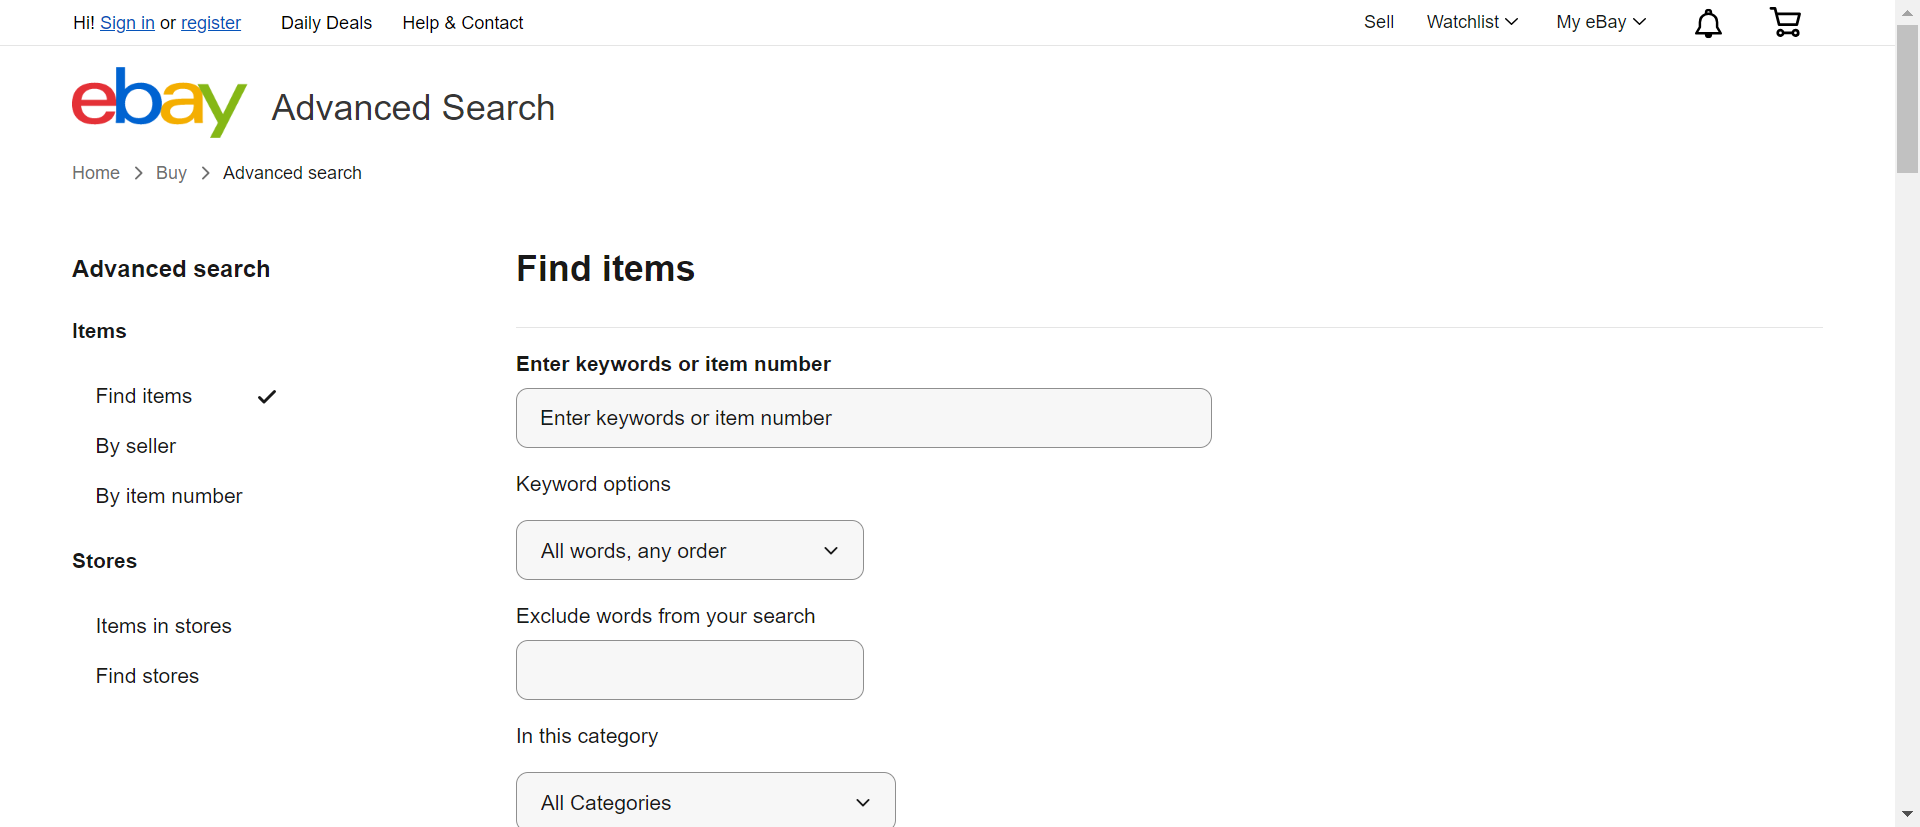 Hi! Sign in or register Daily Deals Help & Contact Sell Watchlist My eBay
ebay Advanced Search
Home Buy Advanced search
Advanced search
Items
Find items
By seller
By item number
Stores
Items in stores
Find stores
Find items
Enter keywords or item number
Enter keywords or item number
Keyword options
All words, any order
Exclude words from your search
In this category
All Categories